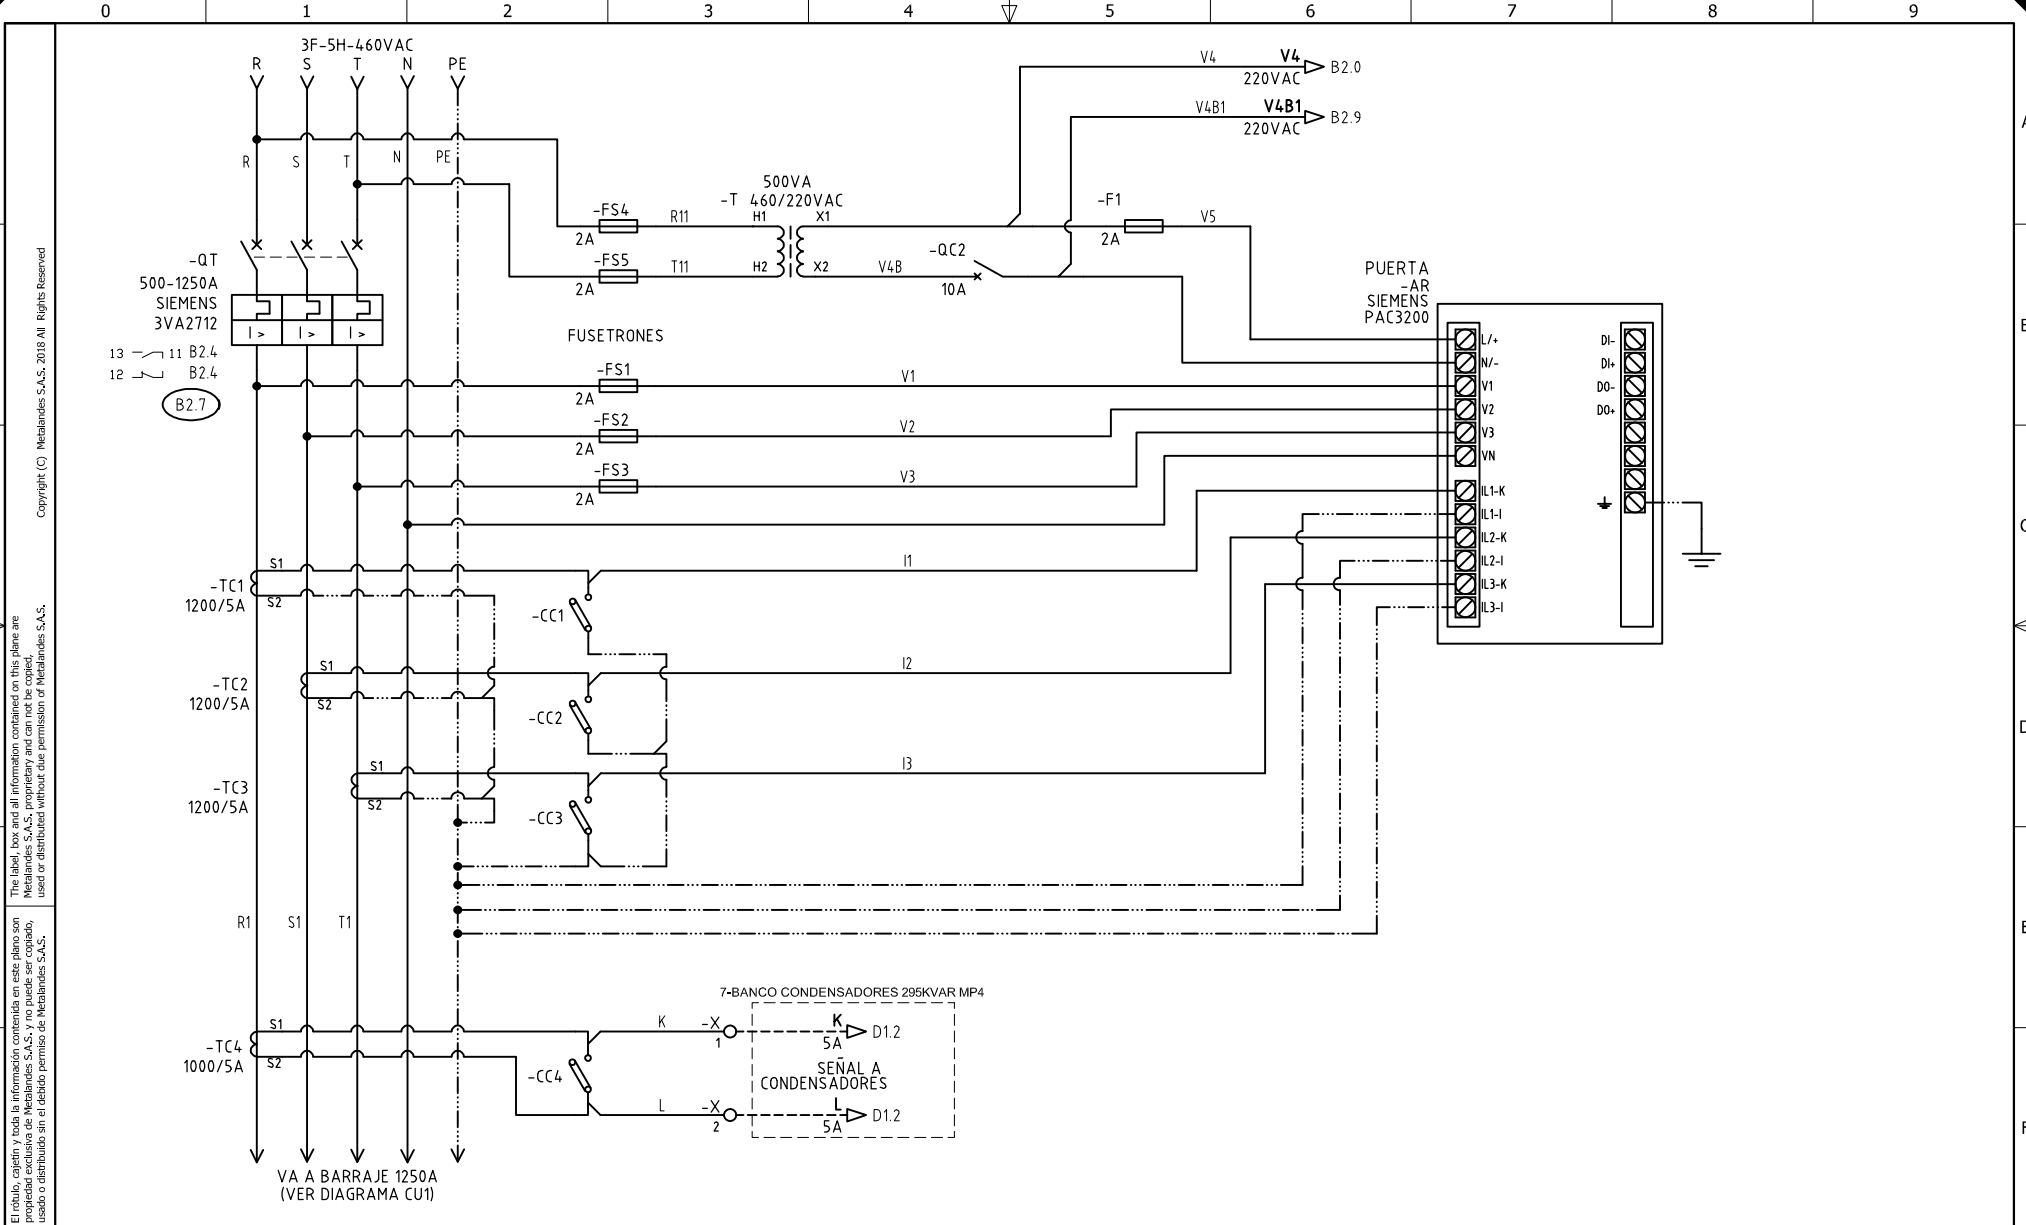 0 1 2 3 4 5 6 7 8 9
3F-5H-460VAC
R S T N PE
V4 V4 B2.0
220VAC
V4B1 V4B1 B2.9
220VAC
A
R S T N PE
500VA
-T 460/220VAC
-FS4 R11 H1 X1
2A
-F1 V5
2A
-FS5 T11 H2 X2 V4B
2A
-QC2
10A
-QT
500-1250A
SIEMENS
3VA2712
I > I > I >
13 11 B2.4
12 B2.4
B2.7
PUERTA
-AR
SIEMENS
PAC3200
B
FUSETRONES
-FS1 V1
2A
-FS2 V2
2A
-FS3 V3
2A
L/+ DI-
N/- DI+
V1 DO-
V2 DO+
V3
VN
IL1-K
IL1-I
IL2-K
IL2-I
IL3-K
IL3-I
C
-TC1 S1 I1
1200/5A S2
-CC1
-TC2 S1 I2
1200/5A S2
-CC2
D
-TC3 S1 I3
1200/5A S2
-CC3
R1 S1 T1
E
7-BANCO CONDENSADORES 295KVAR MP4
-TC4 S1 K -X 1 K D1.2
1000/5A S2 5A
-CC4
SEÑAL A
CONDENSADORES
L -X 2 L D1.2
5A
F
VA A BARRAJE 1250A
(VER DIAGRAMA CU1)
Copyright (C) Metalandes S.A.S. 2018 All Rights Reserved
The label, box and all information contained on this plane are
Metalandes S.A.S. proprietary and can not be copied,
used or distributed without due permission of Metalandes S.A.S.
El rótulo, cajetín y toda la información contenida en este plano son
propiedad exclusiva de Metalandes S.A.S. y no puede ser copiado,
usado o distribuido sin el debido permiso de Metalandes S.A.S.